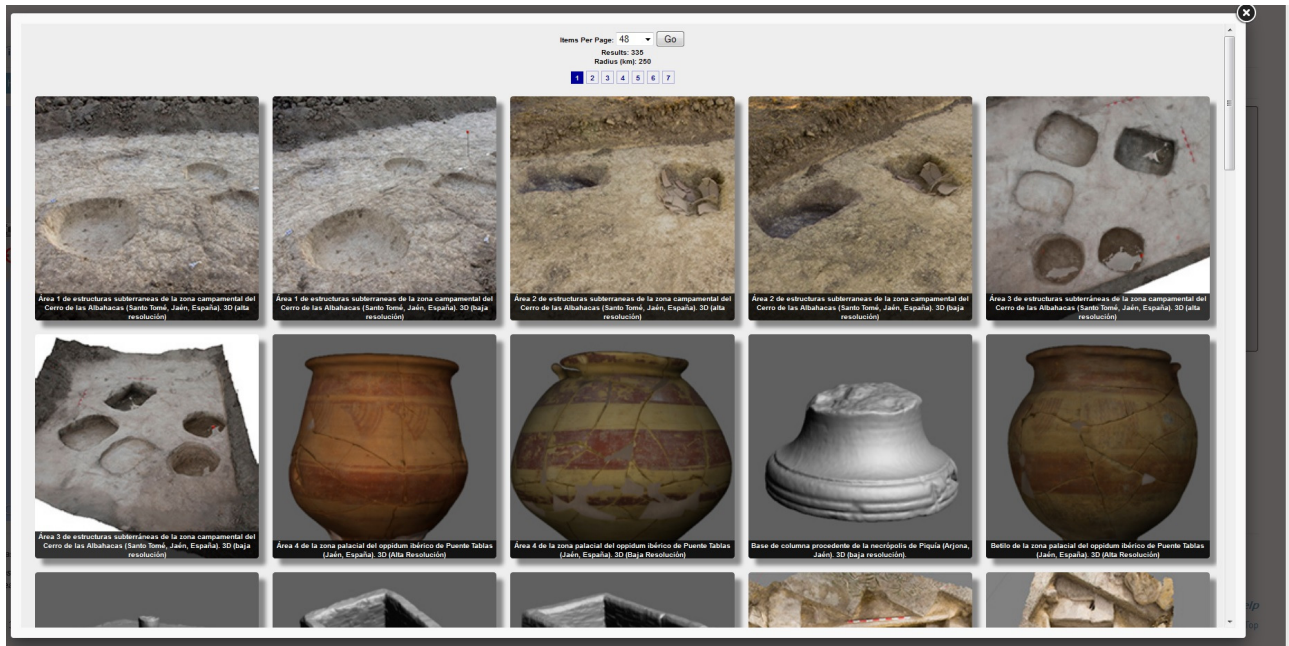 Items Per Page: 48 Go
Results: 335
Radius (km): 250
1 2 3 4 5 6 7
Área 1 de estructuras subterraneas de la zona campamental del
Cerro de las Albahacas (Santo Tomé, Jaén, España). 3D (alta
resolución)
Área 1 de estructuras subterraneas de la zona campamental del
Cerro de las Albahacas (Santo Tomé, Jaén, España). 3D (baja
resolución)
Área 2 de estructuras subterraneas de la zona campamental del
Cerro de las Albahacas (Santo Tomé, Jaén, España). 3D (alta
resolución)
Área 2 de estructuras subterraneas de la zona campamental del
Cerro de las Albahacas (Santo Tomé, Jaén, España). 3D (baja
resolución)
Área 3 de estructuras subterráneas de la zona campamental del
Cerro de las Albahacas (Santo Tomé, Jaén, España). 3D (alta
resolución)
Área 3 de estructuras subterráneas de la zona campamental del
Cerro de las Albahacas (Santo Tomé, Jaén, España). 3D (baja
resolución)
Área 4 de la zona palacial del oppidum ibérico de Puente Tablas
(Jaén, España). 3D (Alta Resolución)
Área 4 de la zona palacial del oppidum ibérico de Puente Tablas
(Jaén, España). 3D (Baja Resolución)
Base de columna procedente de la necrópolis de Piquía (Arjona,
Jaén). 3D (baja resolución).
Betilo de la zona palacial del oppidum ibérico de Puente Tablas
(Jaén, España). 3D (Alta Resolución)
elp
Top